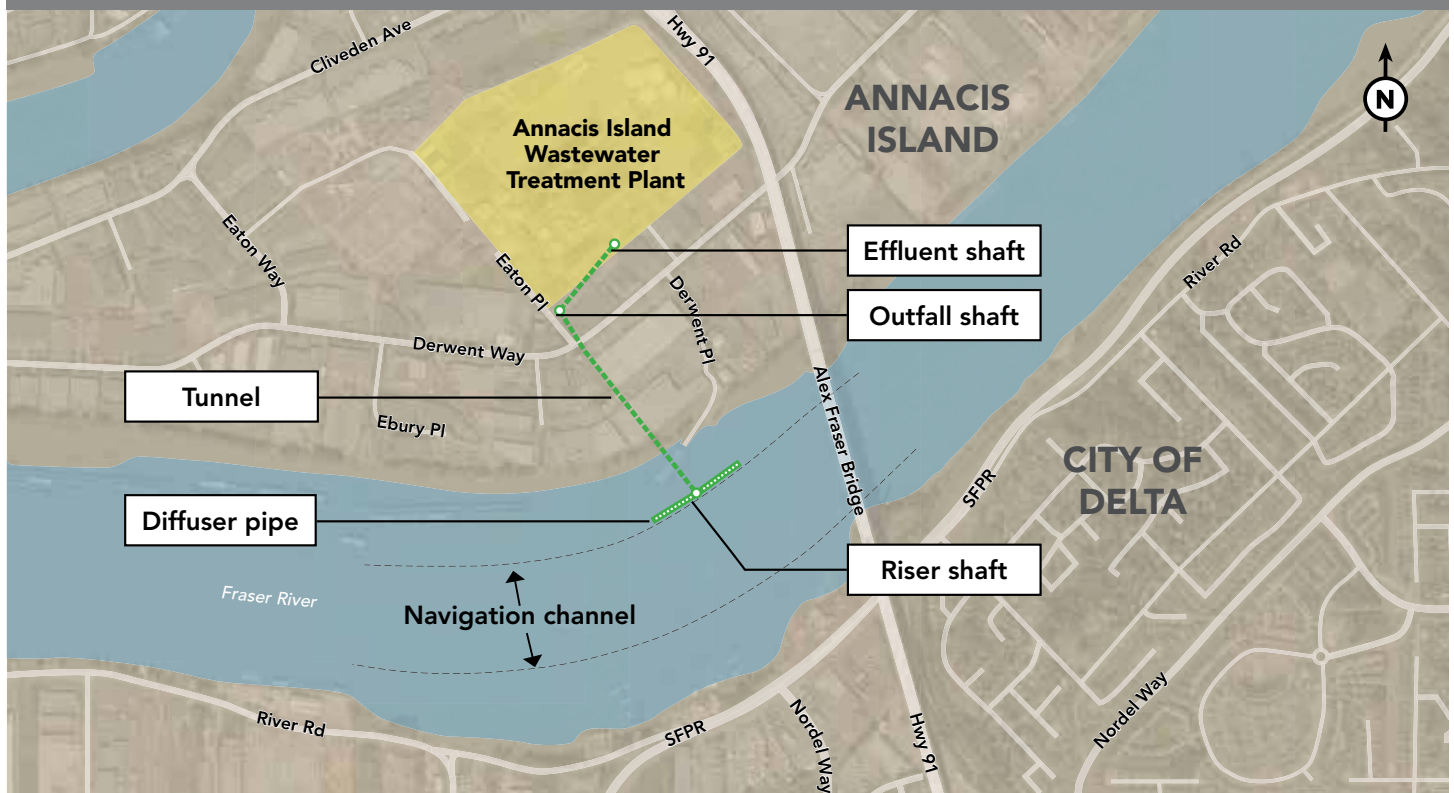 Cliveden Ave
Hwy 91
ANNACIS
ISLAND
N
Annacis Island
Wastewater
Treatment Plant
Effluent shaft
Outfall shaft
River Rd
Eaton Way
Eaton Pl
Derwent Pl
Derwent Way
Tunnel
Ebury Pl
Alex Fraser Bridge
CITY OF
DELTA
SFPR
Diffuser pipe
Riser shaft
Fraser River
Navigation channel
River Rd
SFPR
Nordel Way
Hwy 91
Nordel Way